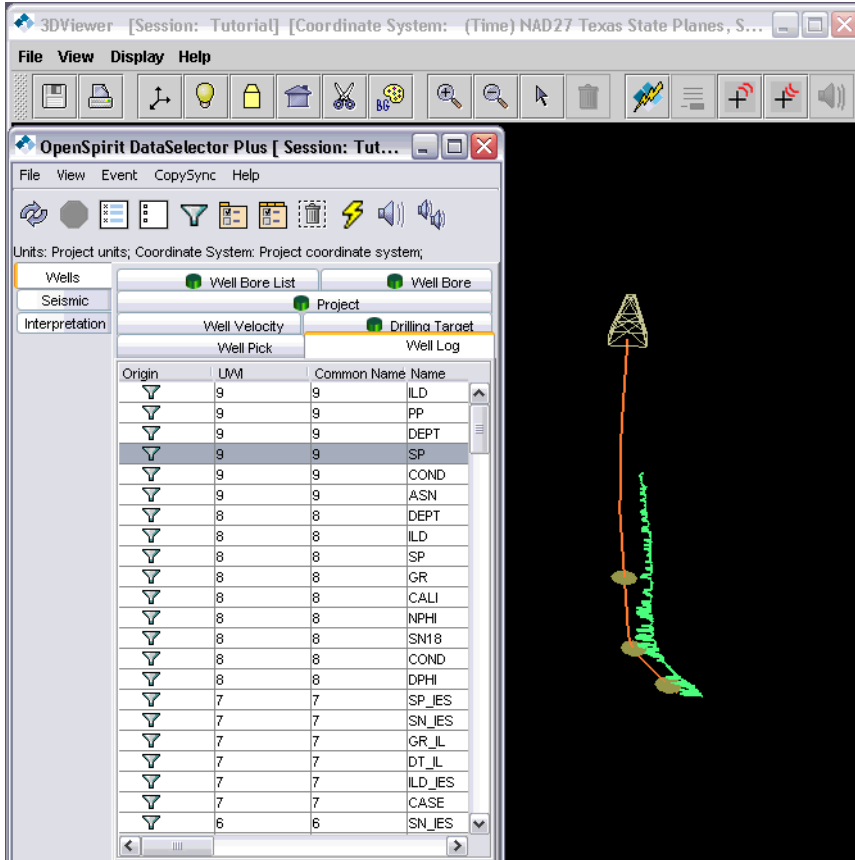 3DViewer [Session: Tutorial] [Coordinate System: (Time) NAD27 Texas State Planes, S...
File View Display Help
BG
OpenSpirit DataSelector Plus [ Session: Tut...
File View Event CopySync Help
Units: Project units; Coordinate System: Project coordinate system;
Wells
Seismic
Interpretation
Well Bore List Well Bore
Project
Well Velocity Drilling Target
Well Pick Well Log
Origin UWI Common Name Name
9 9 ILD
9 9 PP
9 9 DEPT
9 9 SP
9 9 COND
9 9 ASN
8 8 DEPT
8 8 ILD
8 8 SP
8 8 GR
8 8 CALI
8 8 NPHI
8 8 SN18
8 8 COND
8 8 DPHI
7 7 SP_IES
7 7 SN_IES
7 7 GR_IL
7 7 DT_IL
7 7 ILD_IES
7 7 CASE
6 6 SN_IES